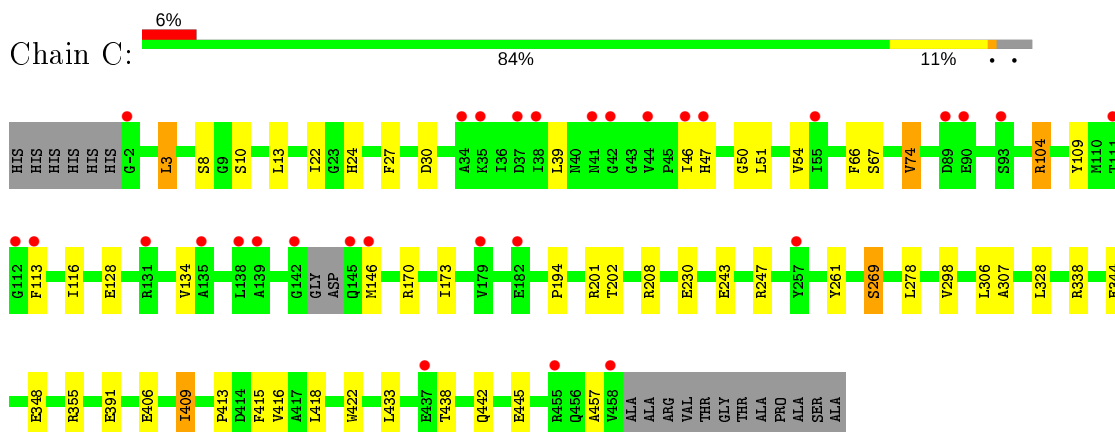 6%
Chain C:
84% 11% • •
HIS HIS HIS HIS HIS HIS G-2 L3 S8 G9 S10 L13 I22 G23 H24 F27 D30 A34 K35 I36 D37 I38 L39 N40 N41 G42 G43 V44 P45 I46 H47 G50 L51 V54 I55 F66 S67 V74 D89 E90 S93 R104 Y109 M110 T111
G112 F113 I116 E128 R131 V134 A135 L138 A139 G142 GLY ASP Q145 M146 R170 I173 V179 E182 P194 R201 T202 R208 E230 E243 R247 Y257 Y261 S269 L278 V298 L306 A307 L328 R338 E344
E348 R355 E391 E406 I409 P413 D414 F415 V416 A417 L418 W422 L433 E437 T438 Q442 E445 R455 Q456 A457 V458 ALA ALA ARG VAL THR GLY THR ALA PRO ALA SER ALA